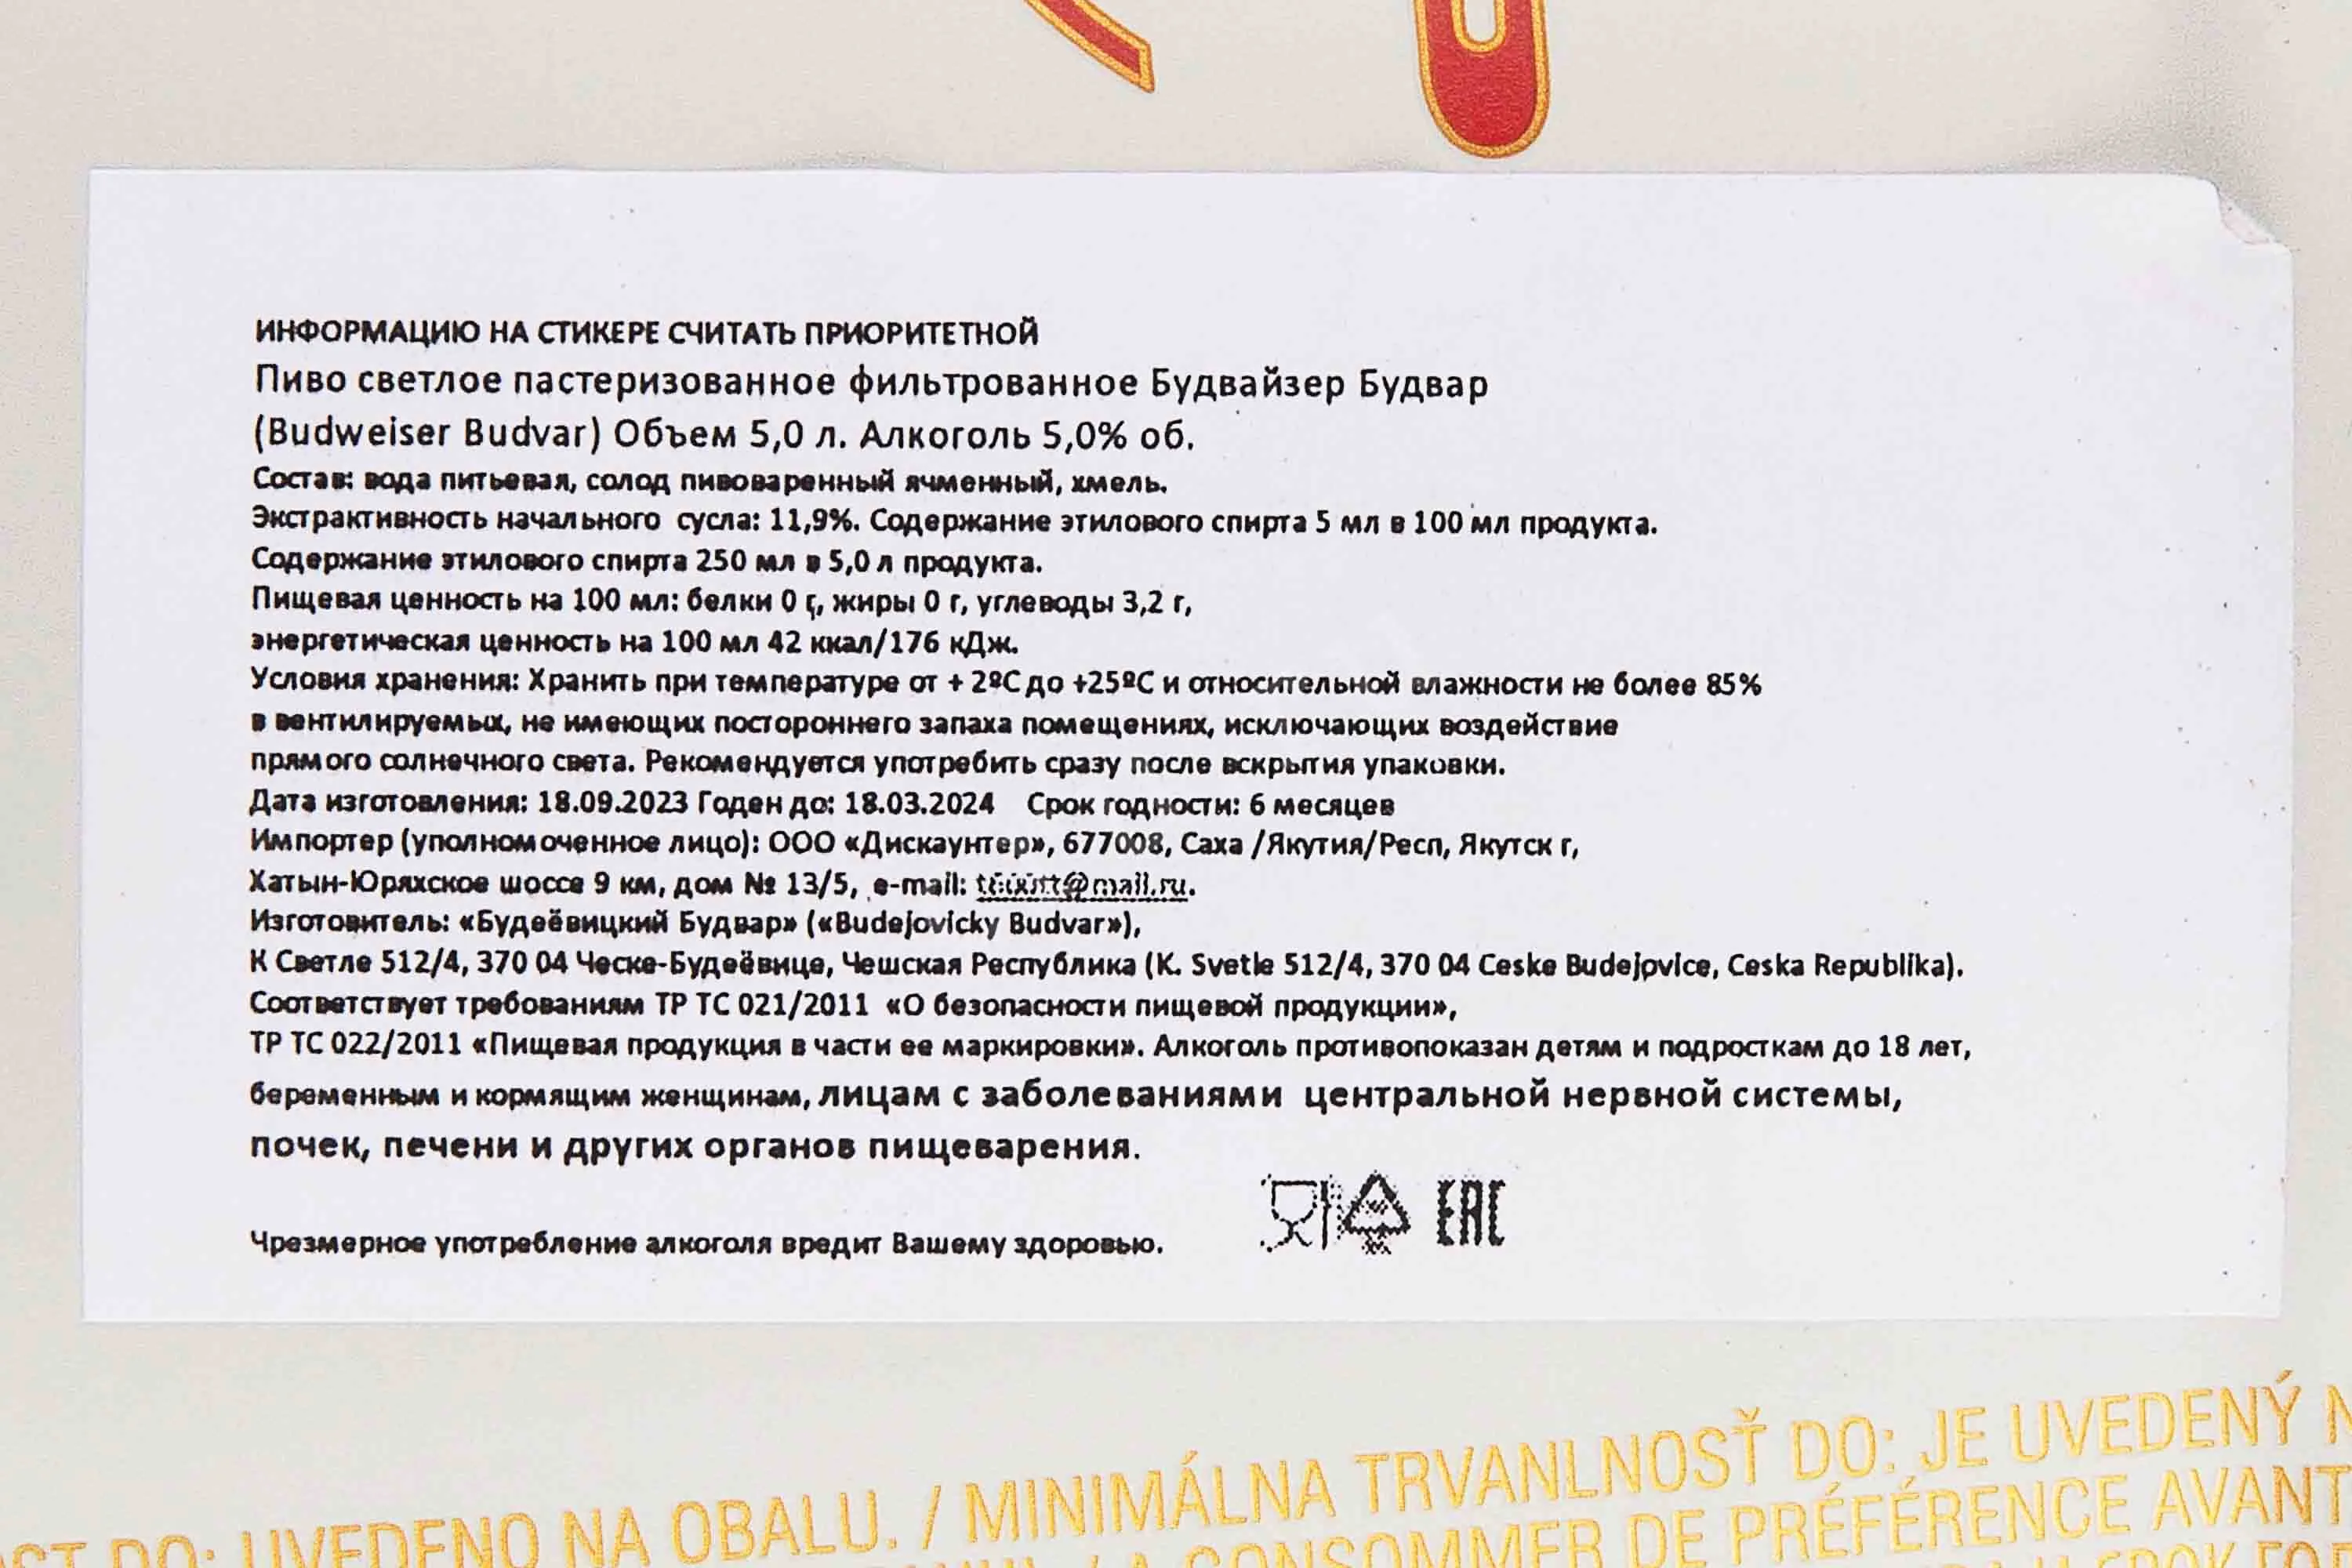 ИНФОРМАЦИЮ НА СТИКЕРЕ СЧИТАТЬ ПРИОРИТЕТНОЙ
Пиво светлое пастеризованное фильтрованное Будвайзер Будвар
(Budweiser Budvar) Объем 5,0 л. Алкоголь 5,0% об.
Состав: вода питьевая, солод пивоваренный ячменный, хмель.
Экстрактивность начального сусла: 11,9%. Содержание этилового спирта 5 мл в 100 мл продукта.
Содержание этилового спирта 250 мл в 5,0 л продукта.
Пищевая ценность на 100 мл: белки 0 г, жиры 0 г, углеводы 3,2 г,
энергетическая ценность на 100 мл 42 ккал/176 кДж.
Условия хранения: Хранить при температуре от + 2ºС до +25ºС и относительной влажности не более 85%
в вентилируемых, не имеющих постороннего запаха помещениях, исключающих воздействие
прямого солнечного света. Рекомендуется употребить сразу после вскрытия упаковки.
Дата изготовления: 18.09.2023 Годен до: 18.03.2024 Срок годности: 6 месяцев
Импортер (уполномоченное лицо): ООО «Дискаунтер», 677008, Саха /Якутия/Респ, Якутск г,
Хатын-Юряхское шоссе 9 км, дом № 13/5, e-mail:
Изготовитель: «Будеёвицкий Будвар» («Budejovicky Budvar»),
К Светле 512/4, 370 04 Ческе-Будеёвице, Чешская Республика (K. Svetle 512/4, 370 04 Ceske Budejovice, Ceska Republika).
Соответствует требованиям ТР ТС 021/2011 «О безопасности пищевой продукции»,
ТР ТС 022/2011 «Пищевая продукция в части ее маркировки». Алкоголь противопоказан детям и подросткам до 18 лет,
беременным и кормящим женщинам, лицам с заболеваниями центральной нервной системы,
почек, печени и других органов пищеварения.
EAC
Чрезмерное употребление алкоголя вредит Вашему здоровью.
DO: UVEDENO NA OBALU. / MINIMÁLNA TRVANLNOSŤ DO: JE UVEDENÝ N
/ A CONSOMMER DE PRÉFÉRENCE AVANT